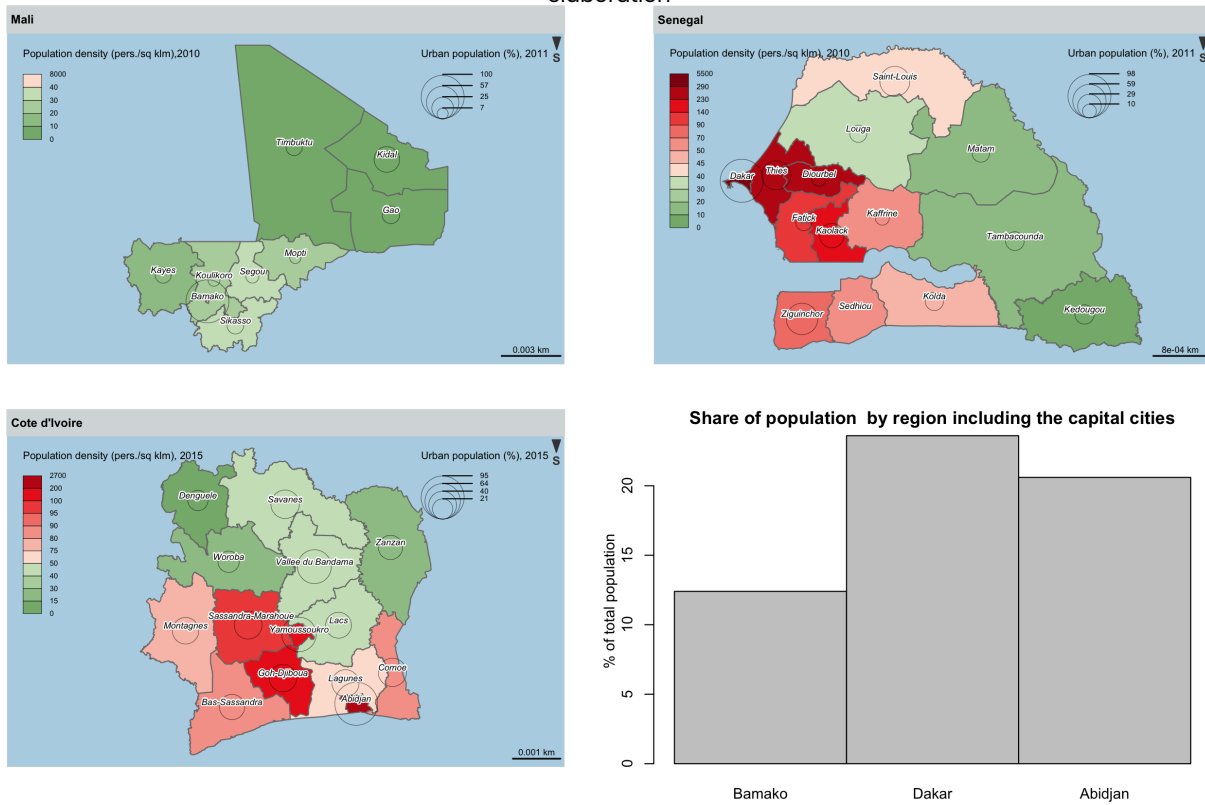 elaboration
Mali
Population density (pers./sq klm),2010
8000
40
30
20
10
0
Urban population (%), 2011
100
57
25
7
S
Timbuktu
Kidal
Gao
Mopti
Kayes
Koulikoro
Segou
Bamako
Sikasso
0.003 km
Senegal
Population density (pers./sq klm),2010
5500
290
230
140
90
70
50
45
40
30
20
10
0
Urban population (%), 2011
98
59
29
10
S
Saint-Louis
Louga
Matam
Dakar
Thies
Diourbel
Fatick
Kaolack
Kaffrine
Tambacounda
Ziguinchor
Sedhiou
Kolda
Kedougou
8e-04 km
Cote d'Ivoire
Population density (pers./sq klm), 2015
2700
200
100
95
90
80
75
50
40
30
15
0
Urban population (%), 2015
95
64
40
21
S
Denguele
Savanes
Zanzan
Woroba
Vallee du Bandama
Montagnes
Sassandra-Marahoue
Yamoussoukro
Lacs
Goh-Djiboua
Lagunes
Comoe
Bas-Sassandra
Abidjan
0.001 km
Share of population by region including the capital cities
% of total population
20
15
10
5
0
Bamako
Dakar
Abidjan